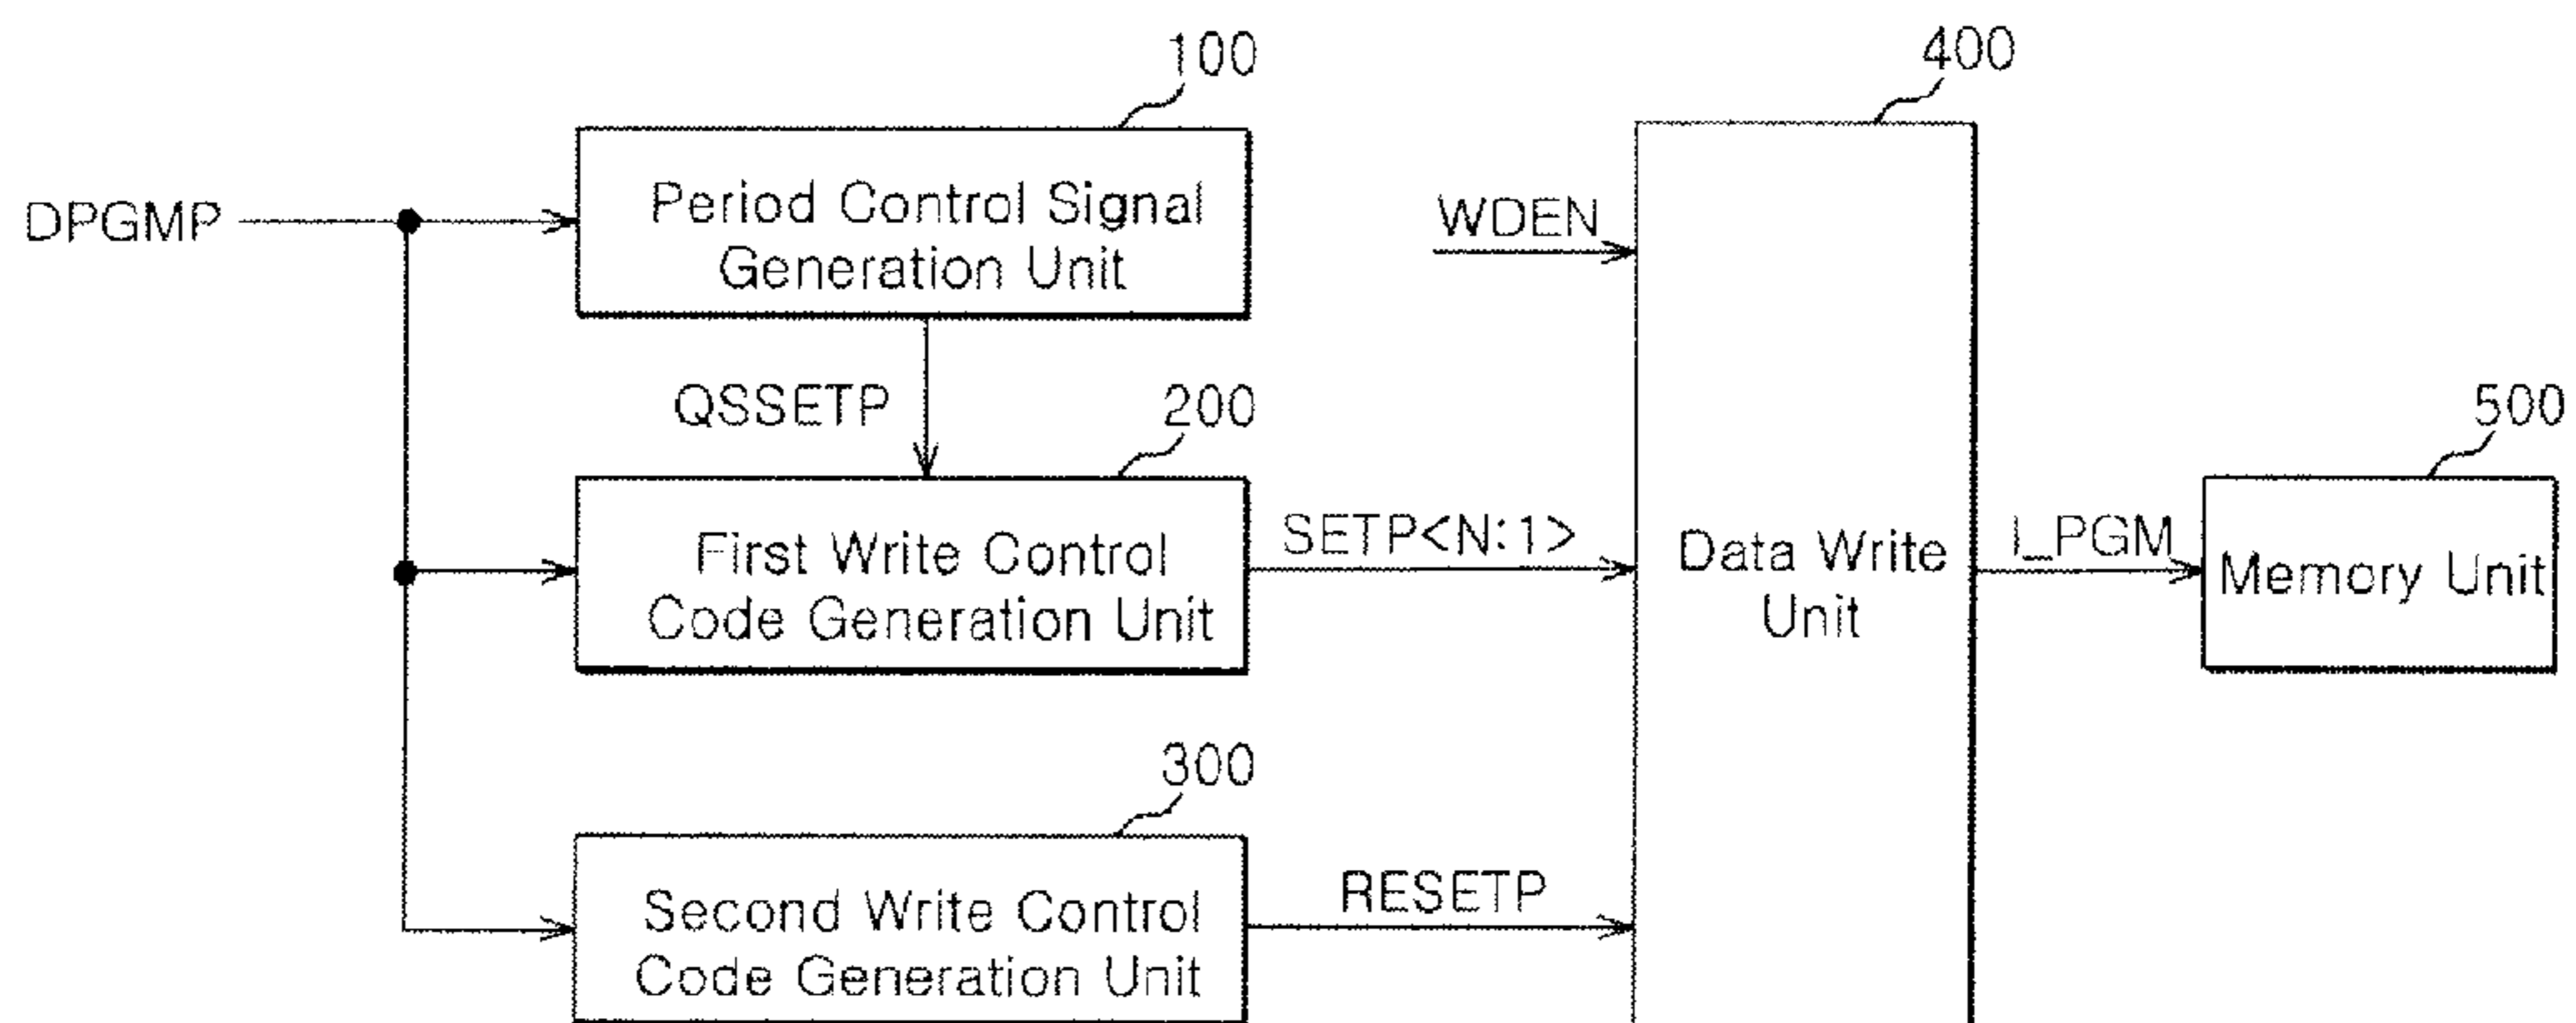 100
400
DPGMP
Period Control Signal
Generation Unit
WDEN
QSSETP
200
500
First Write Control
Code Generation Unit
SETP<N:1>
Data Write
Unit
I_PGM
Memory Unit
300
Second Write Control
Code Generation Unit
RESETP